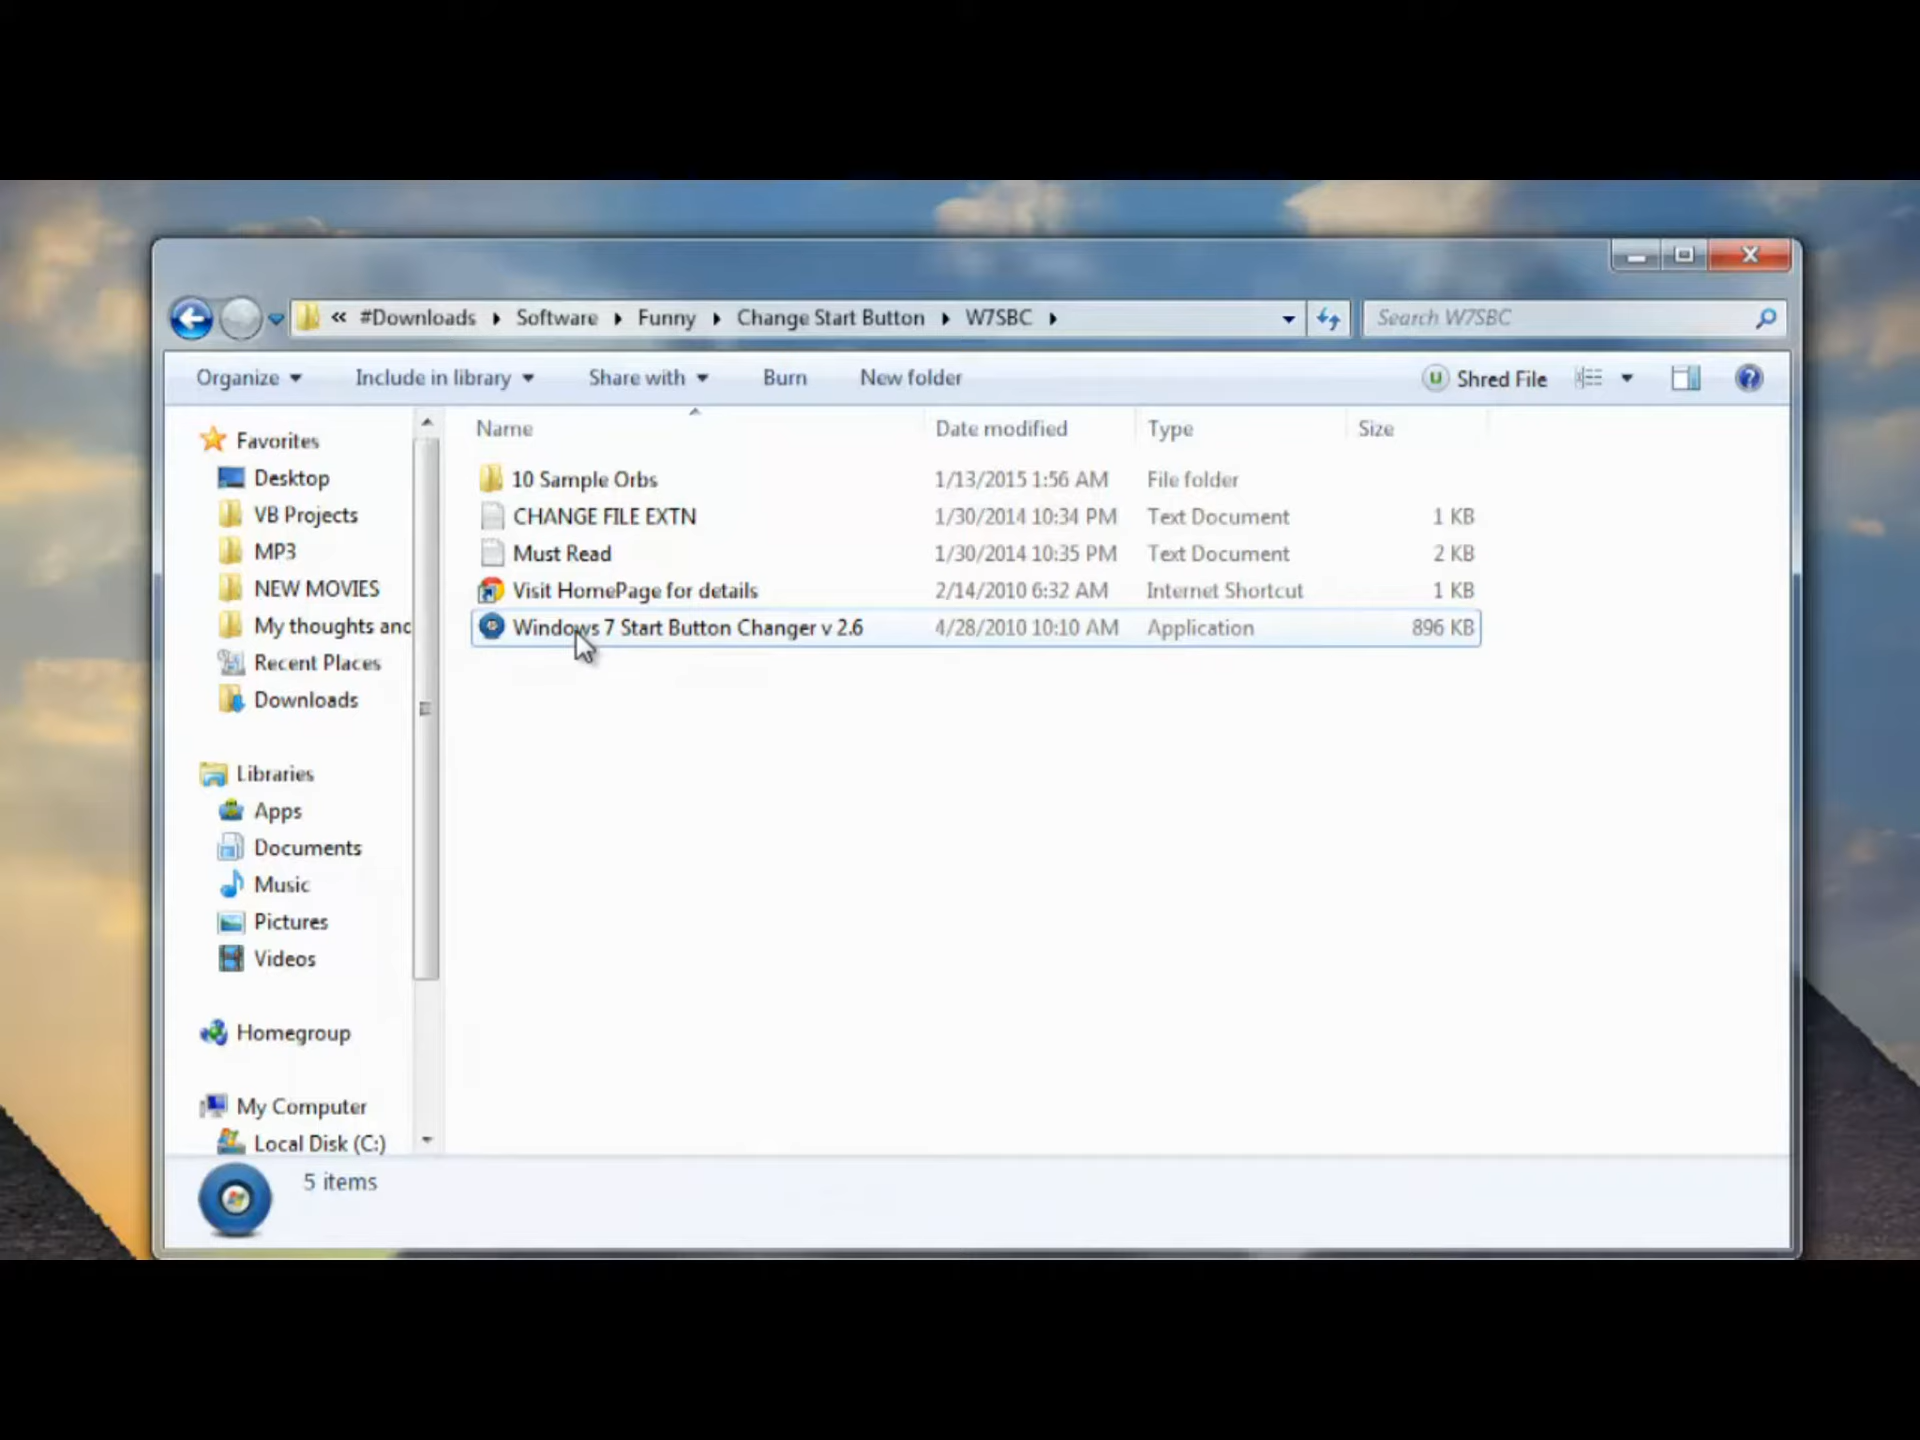 « #Downloads Software Funny Change Start Button W7SBC Search W7SBC
Organize Include in library Share with Burn New folder Shred File
Name Date modified Type Size
10 Sample Orbs 1/13/2015 1:56 AM File folder
CHANGE FILE EXTN 1/30/2014 10:34 PM Text Document 1 KB
Must Read 1/30/2014 10:35 PM Text Document 2 KB
Visit HomePage for details 2/14/2010 6:32 AM Internet Shortcut 1 KB
Windows 7 Start Button Changer v 2.6 4/28/2010 10:10 AM Application 896 KB
Favorites
Desktop
VB Projects
MP3
NEW MOVIES
My thoughts and
Recent Places
Downloads
Libraries
Apps
Documents
Music
Pictures
Videos
Homegroup
My Computer
Local Disk (C:)
5 items